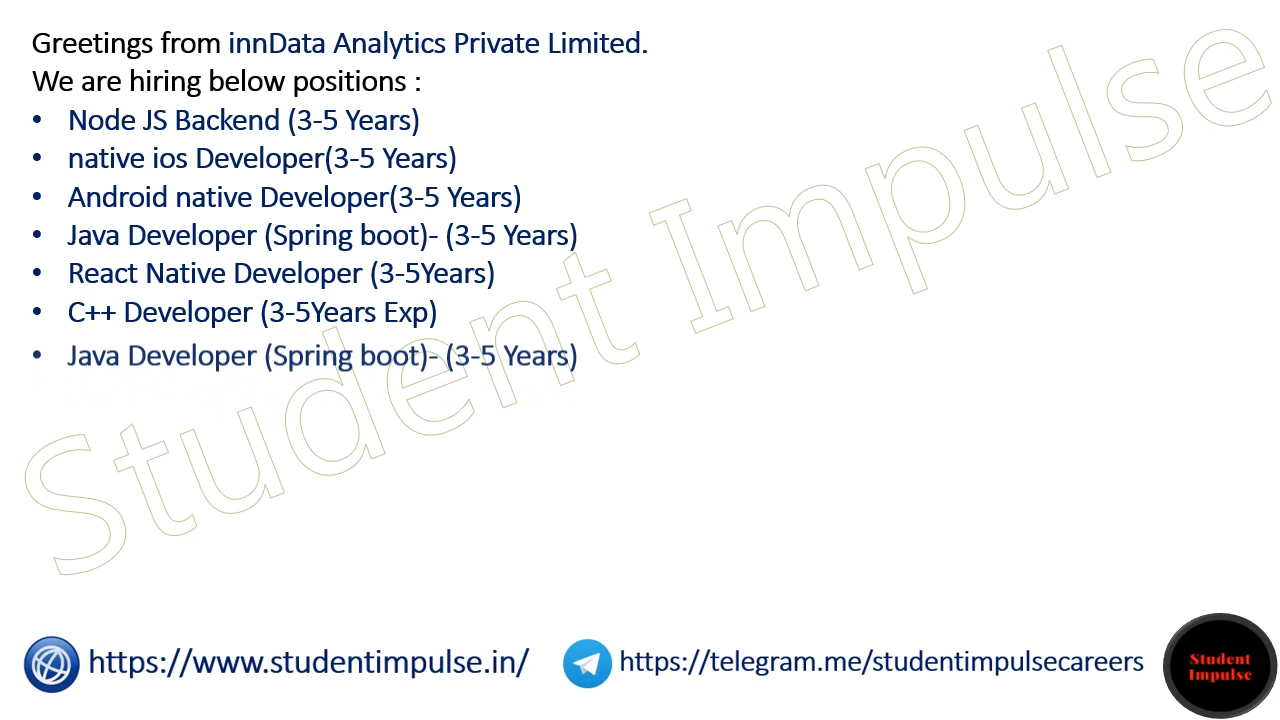 Greetings from innData Analytics Private Limited.
We are hiring below positions :
• Node JS Backend (3-5 Years)
• native ios Developer(3-5 Years)
• Android native Developer(3-5 Years)
• Java Developer (Spring boot)- (3-5 Years)
• React Native Developer (3-5Years)
• C++ Developer (3-5Years Exp)
• Java Developer (Spring boot)- (3-5 Years)
Student Impulse
https://www.studentimpulse.in/
https://telegram.me/studentimpulsecareers
Student
Impulse